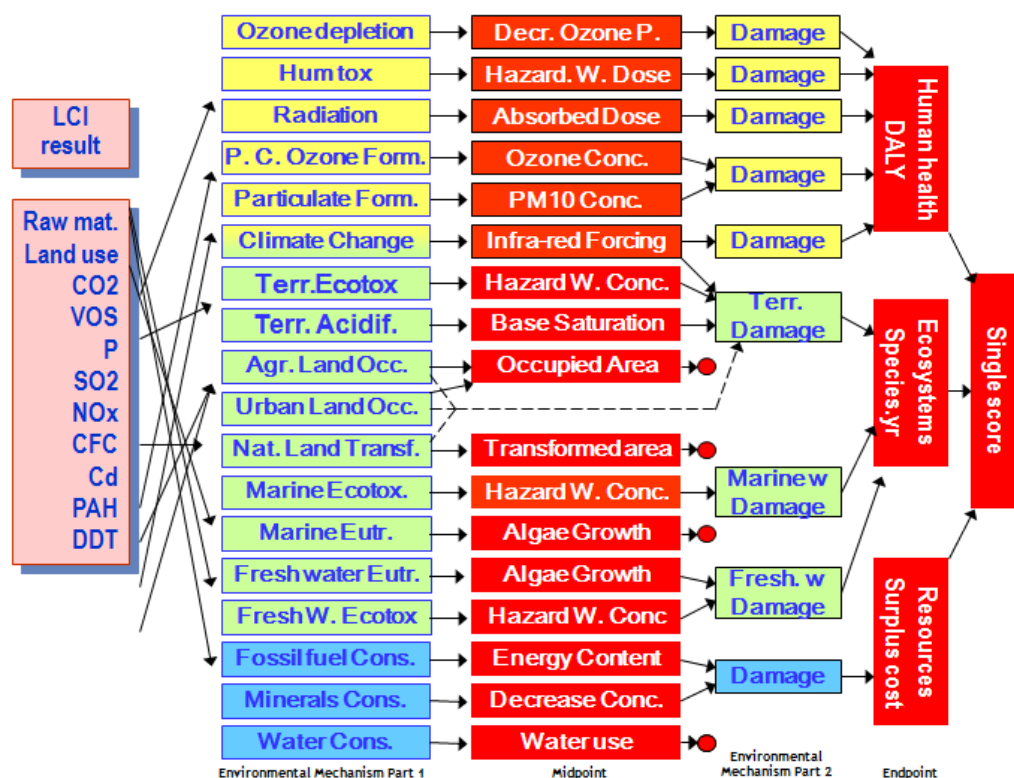 LCI
result
Raw mat.
Land use
CO2
VOS
P
SO2
NOx
CFC
Cd
PAH
DDT
Ozone depletion
Hum tox
Radiation
P. C. Ozone Form.
Particulate Form.
Climate Change
Terr.Ecotox
Terr. Acidif.
Agr. Land Occ.
Urban Land Occ.
Nat. Land Transf.
Marine Ecotox.
Marine Eutr.
Fresh water Eutr.
Fresh W. Ecotox
Fossil fuel Cons.
Minerals Cons.
Water Cons.
Environmental Mechanism Part 1
Decr. Ozone P.
Hazard. W. Dose
Absorbed Dose
Ozone Conc.
PM10 Conc.
Infra-red Forcing
Hazard W. Conc.
Base Saturation
Occupied Area
Transformed area
Hazard W. Conc.
Algae Growth
Algae Growth
Hazard W. Conc
Energy Content
Decrease Conc.
Water use
Midpoint
Damage
Damage
Damage
Damage
Damage
Terr.
Damage
Marine w
Damage
Fresh. w
Damage
Damage
Environmental
Mechanism Part 2
Human health
DALY
Ecosystems
Species.yr
Resources
Surplus cost
Endpoint
Single score